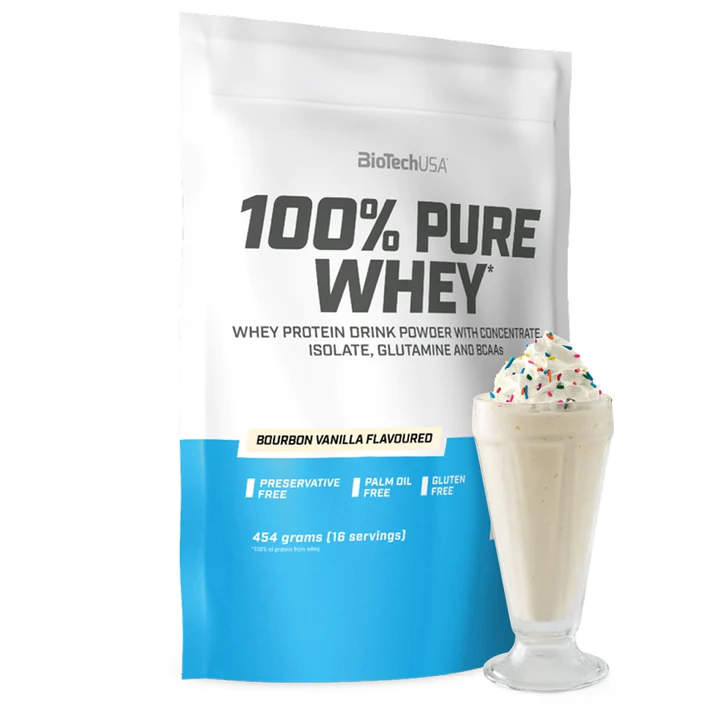 BioTechUSA
100% PURE
WHEY*
WHEY PROTEIN DRINK POWDER WITH CONCENTRATE,
ISOLATE, GLUTAMINE AND BCAAs
BOURBON VANILLA FLAVOURED
PRESERVATIVE FREE
PALM OIL FREE
GLUTEN FREE
454 grams (16 servings)
*100% of protein from whey